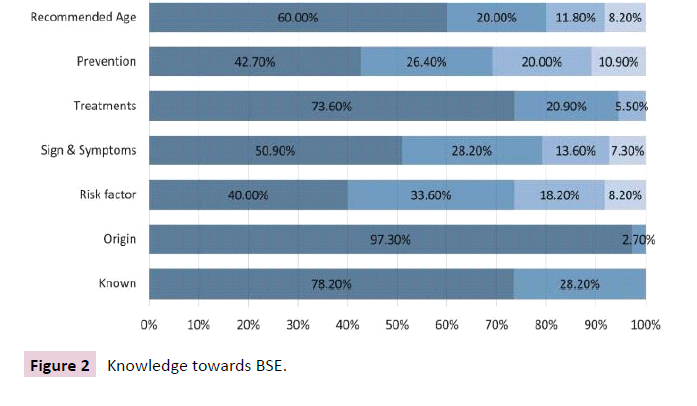 Recommended Age 60.00% 20.00% 11.80% 8.20%
Prevention 42.70% 26.40% 20.00% 10.90%
Treatments 73.60% 20.90% 5.50%
Sign & Symptoms 50.90% 28.20% 13.60% 7.30%
Risk factor 40.00% 33.60% 18.20% 8.20%
Origin 97.30% 2.70%
Known 78.20% 28.20%
0% 10% 20% 30% 40% 50% 60% 70% 80% 90% 100%
Figure 2 Knowledge towards BSE.